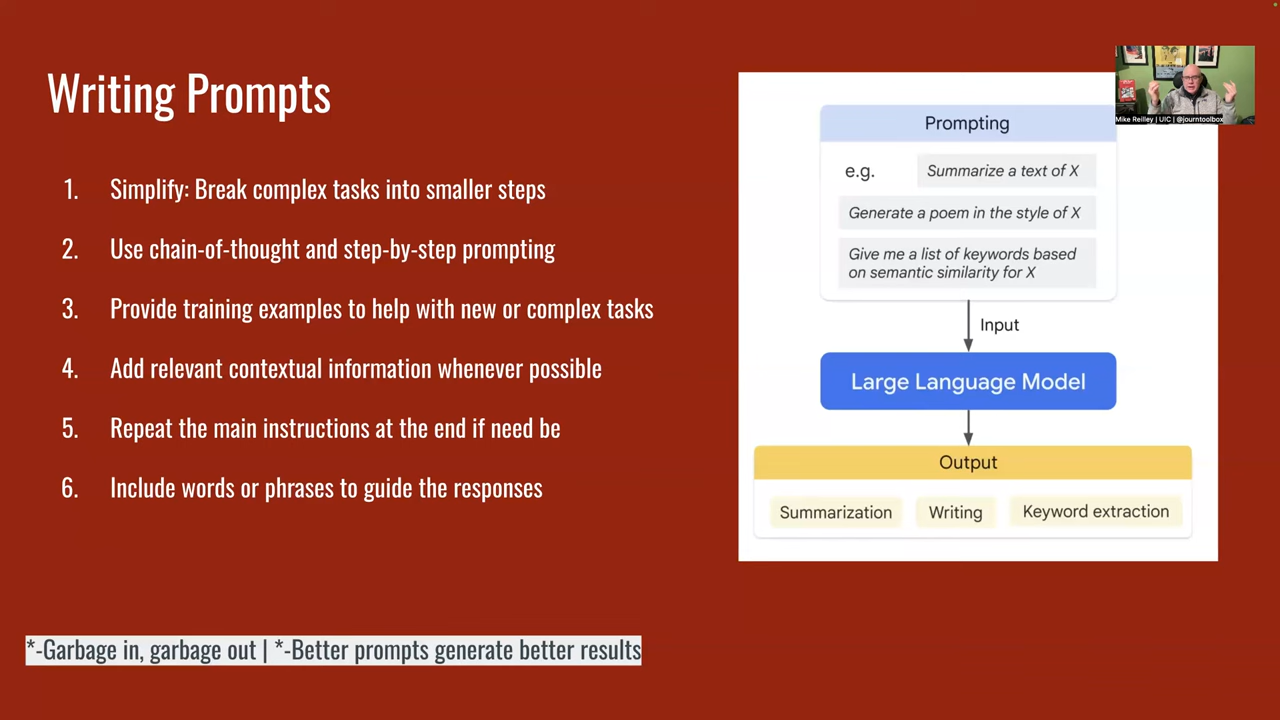 Writing Prompts
1. Simplify: Break complex tasks into smaller steps
2. Use chain-of-thought and step-by-step prompting
3. Provide training examples to help with new or complex tasks
4. Add relevant contextual information whenever possible
5. Repeat the main instructions at the end if need be
6. Include words or phrases to guide the responses
*-Garbage in, garbage out | *-Better prompts generate better results
Prompting
e.g.
Summarize a text of X
Generate a poem in the style of X
Give me a list of keywords based
on semantic similarity for X
Input
Large Language Model
Output
Summarization
Writing
Keyword extraction
Mike Reilley | UIC | @journtoolbox